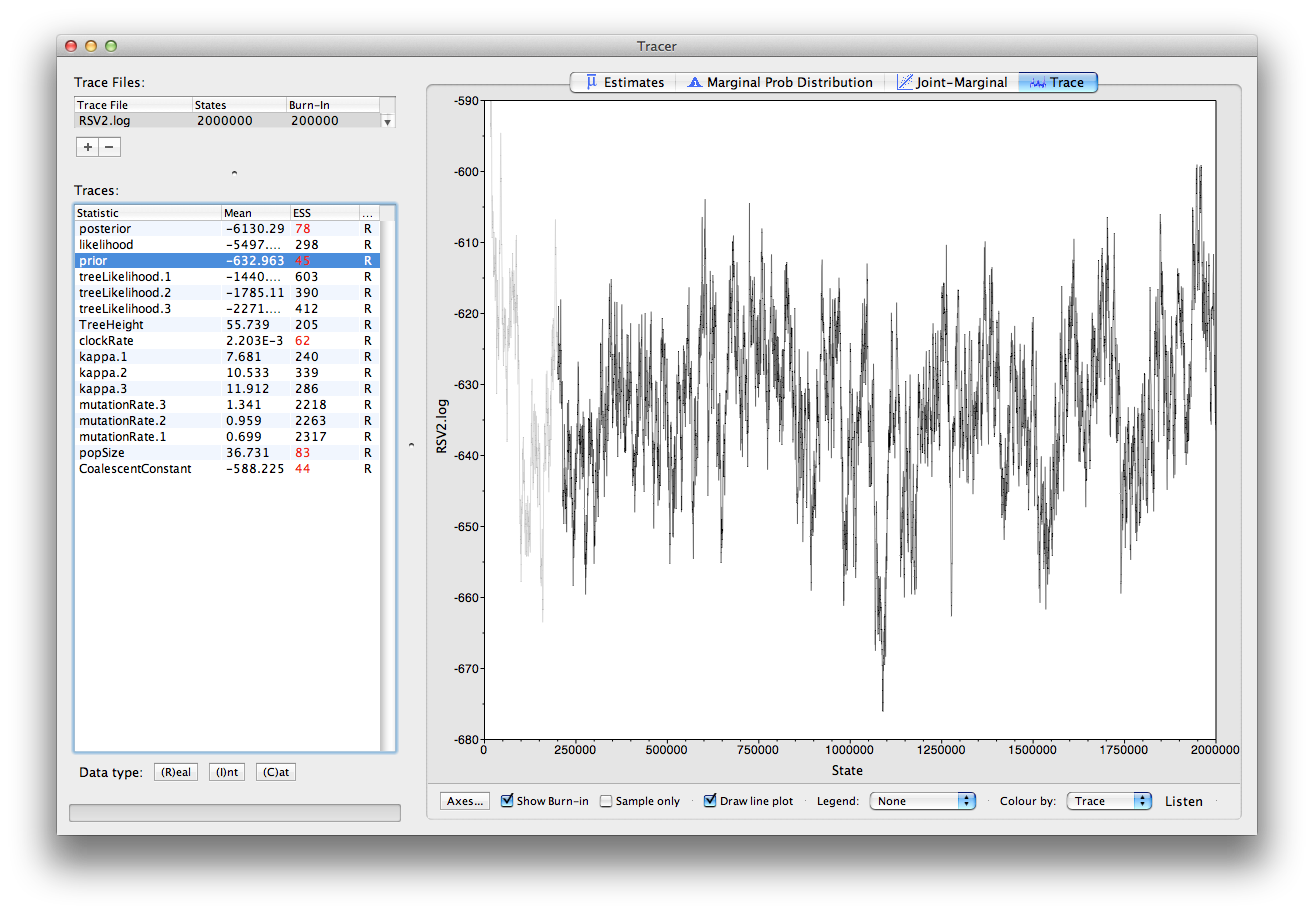 Tracer
Trace Files:
Trace File States Burn-In
RSV2.log 2000000 200000
+ −
Traces:
Statistic Mean ESS ...
posterior -6130.29 78 R
likelihood -5497.... 298 R
prior -632.963 45 R
treeLikelihood.1 -1440.... 603 R
treeLikelihood.2 -1785.11 390 R
treeLikelihood.3 -2271.... 412 R
TreeHeight 55.739 205 R
clockRate 2.203E-3 62 R
kappa.1 7.681 240 R
kappa.2 10.533 339 R
kappa.3 11.912 286 R
mutationRate.3 1.341 2218 R
mutationRate.2 0.959 2263 R
mutationRate.1 0.699 2317 R
popSize 36.731 83 R
CoalescentConstant -588.225 44 R
Data type: (R)eal (I)nt (C)at
μ Estimates Marginal Prob Distribution Joint-Marginal Trace
-590
-600
-610
-620
-630
-640
-650
-660
-670
-680
RSV2.log
0 250000 500000 750000 1000000 1250000 1500000 1750000 2000000
State
Axes... Show Burn-in Sample only Draw line plot Legend: None Colour by: Trace Listen